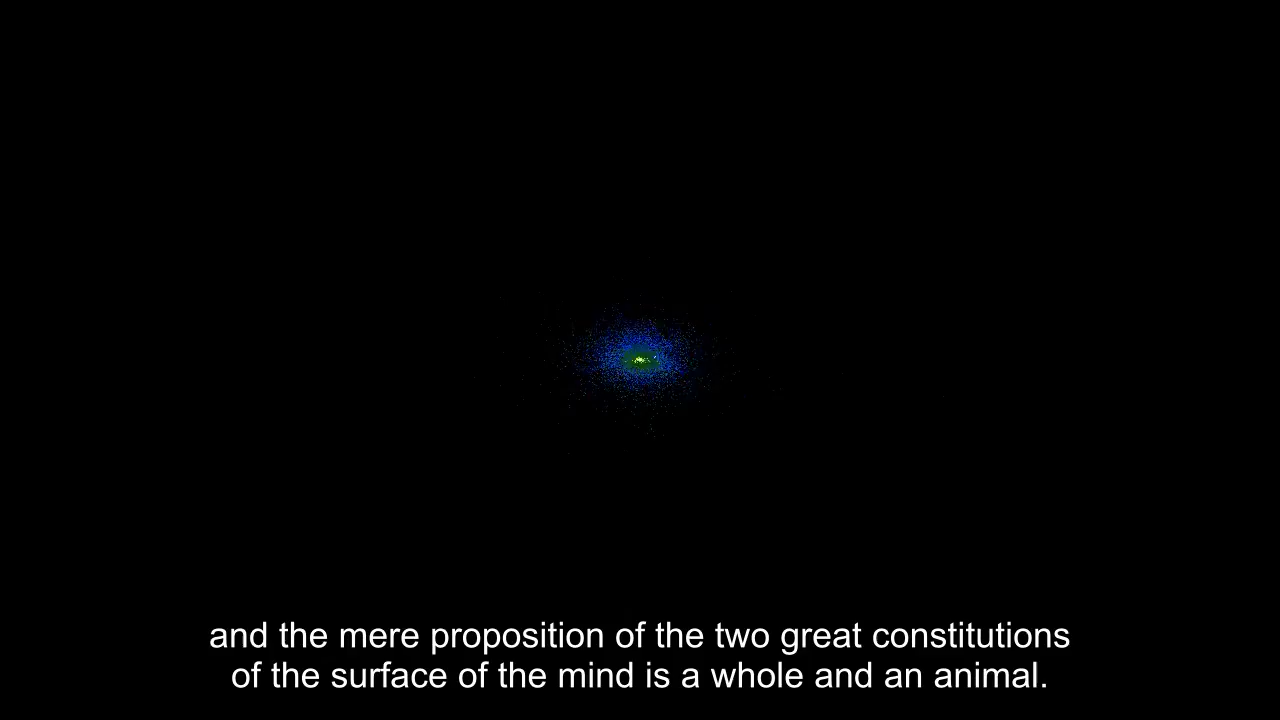 and the mere proposition of the two great constitutions
of the surface of the mind is a whole and an animal.